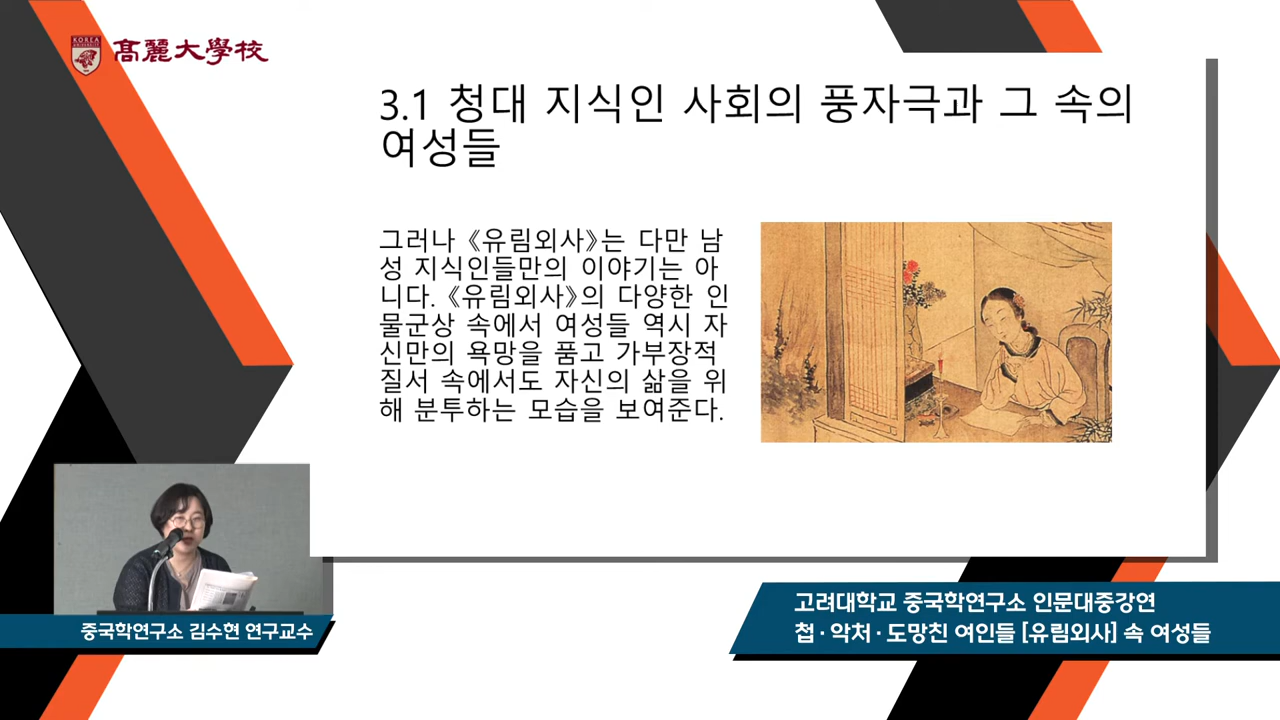 KOREA
高麗大學校
3.1 청대 지식인 사회의 풍자극과 그 속의
여성들
그러나 《유림외사》는 다만 남
성 지식인들만의 이야기는 아
니다. 《유림외사》의 다양한 인
물군상 속에서 여성들 역시 자
신만의 욕망을 품고 가부장적
질서 속에서도 자신의 삶을 위
해 분투하는 모습을 보여준다.
중국학연구소 김수현 연구교수
고려대학교 중국학연구소 인문대중강연
첩·악처·도망친 여인들 [유림외사] 속 여성들